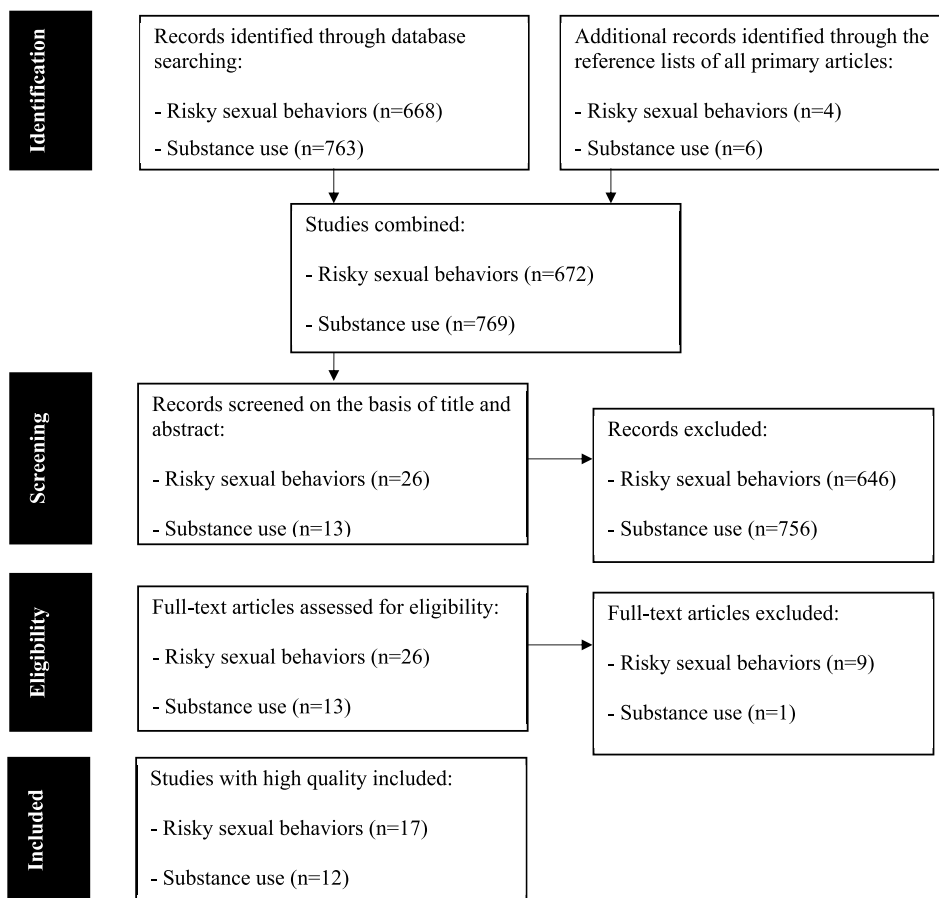 Identification
Records identified through database
searching:
- Risky sexual behaviors (n=668)
- Substance use (n=763)
Additional records identified through the
reference lists of all primary articles:
- Risky sexual behaviors (n=4)
- Substance use (n=6)
Studies combined:
- Risky sexual behaviors (n=672)
- Substance use (n=769)
Screening
Records screened on the basis of title and
abstract:
- Risky sexual behaviors (n=26)
- Substance use (n=13)
Records excluded:
- Risky sexual behaviors (n=646)
- Substance use (n=756)
Eligibility
Full-text articles assessed for eligibility:
- Risky sexual behaviors (n=26)
- Substance use (n=13)
Full-text articles excluded:
- Risky sexual behaviors (n=9)
- Substance use (n=1)
Included
Studies with high quality included:
- Risky sexual behaviors (n=17)
- Substance use (n=12)